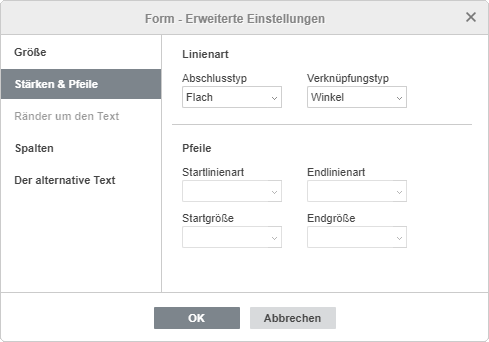 Form - Erweiterte Einstellungen
Größe
Stärken & Pfeile
Ränder um den Text
Spalten
Der alternative Text
Linienart
Abschlusstyp Verknüpfungstyp
Flach Winkel
Pfeile
Startlinienart Endlinienart
Startgröße Endgröße
OK Abbrechen